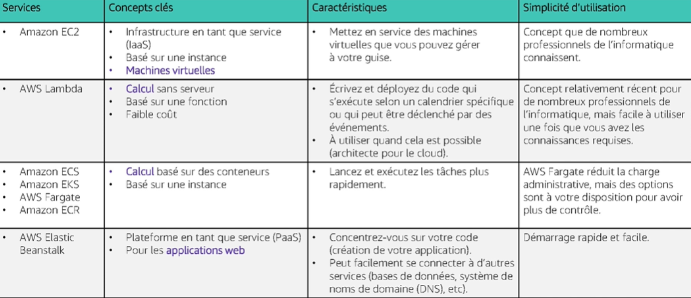 Services
Concepts clés
Caractéristiques
Simplicité d'utilisation
• Amazon EC2
• Infrastructure en tant que service
(IaaS)
• Basé sur une instance
• Machines virtuelles
• Mettez en service des machines
virtuelles que vous pouvez gérer
à votre guise.
Concept que de nombreux
professionnels de l'informatique
connaissent.
• AWS Lambda
• Calcul sans serveur
• Basé sur une fonction
• Faible coût
• Écrivez et déployez du code qui
s'exécute selon un calendrier spécifique
ou qui peut être déclenché par des
événements.
• À utiliser quand cela est possible
(architecte pour le cloud).
Concept relativement récent pour
de nombreux professionnels de
l'informatique, mais facile à utiliser
une fois que vous avez les
connaissances requises.
• Amazon ECS
• Amazon EKS
• AWS Fargate
• Amazon ECR
• Calcul basé sur des conteneurs
• Basé sur une instance
• Lancez et exécutez les tâches plus
rapidement.
AWS Fargate réduit la charge
administrative, mais des options
sont à votre disposition pour avoir
plus de contrôle.
• AWS Elastic
Beanstalk
• Plateforme en tant que service (PaaS)
• Pour les applications web
• Concentrez-vous sur votre code
(création de votre application).
• Peut facilement se connecter à d'autres
services (bases de données, système de
noms de domaine (DNS), etc).
Démarrage rapide et facile.